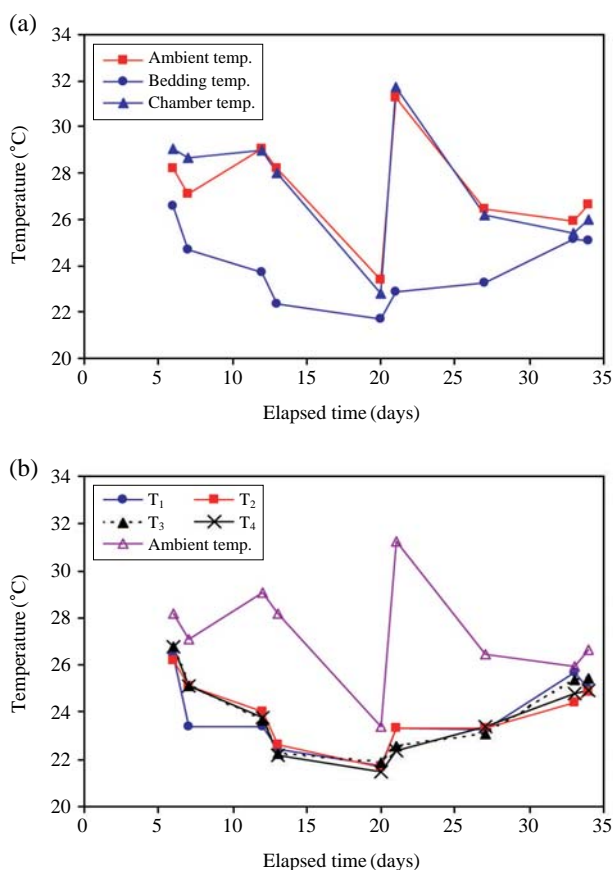 (a)
34
32
30
28
26
24
22
20
Temperature (°C)
Ambient temp.
Bedding temp.
Chamber temp.
0 5 10 15 20 25 30 35
Elapsed time (days)
(b)
34
32
30
28
26
24
22
20
Temperature (°C)
T₁ T₂
T₃ T₄
Ambient temp.
0 5 10 15 20 25 30 35
Elapsed time (days)